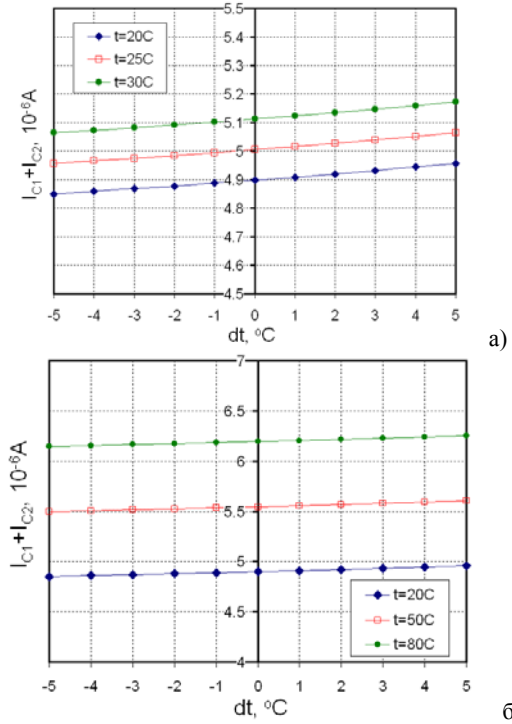 t=20C
t=25C
t=30C
5.5
5.4
5.3
5.2
5.1
5
4.9
4.8
4.7
4.6
4.5
I_C1+I_C2, 10^-6A
-5 -4 -3 -2 -1 0 1 2 3 4 5
dt, °C
а)
7
6.5
6
5.5
5
4.5
4
I_C1+I_C2, 10^-6A
t=20C
t=50C
t=80C
-5 -4 -3 -2 -1 0 1 2 3 4 5
dt, °C
б